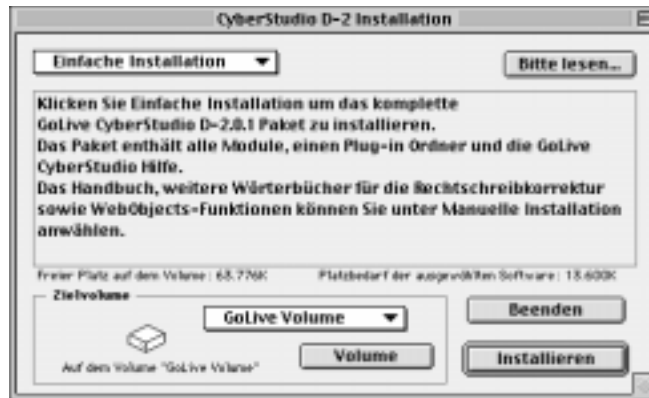 CyberStudio D-2 Installation
Einfache Installation
Bitte lesen...
Klicken Sie Einfache Installation um das komplette
GoLive CyberStudio D-2.0.1 Paket zu installieren.
Das Paket enthält alle Module, einen Plug-in Ordner und die GoLive
CyberStudio Hilfe.
Das Handbuch, weitere Wörterbücher für die Rechtschreibkorrektur
sowie WebObjects-Funktionen können Sie unter Manuelle Installation
anwählen.
Freier Platz auf dem Volume: 68.776K Platzbedarf der ausgewählten Software: 18.600K
Zielvolume
GoLive Volume
Beenden
Auf dem Volume "GoLive Volume"
Volume
Installieren